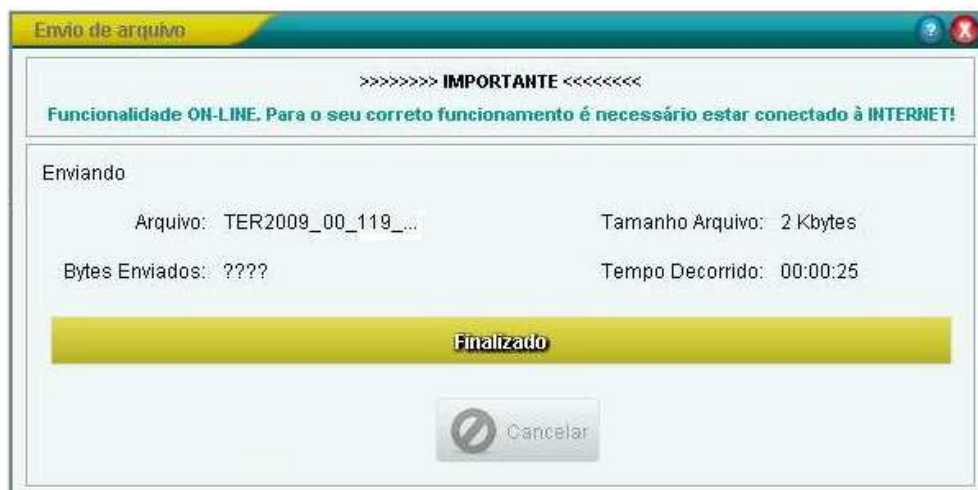 Envio de arquivo
>>>>>>>> IMPORTANTE <<<<<<<<
Funcionalidade ON-LINE. Para o seu correto funcionamento é necessário estar conectado à INTERNET!
Enviando
Arquivo: TER2009_00_119_... Tamanho Arquivo: 2 Kbytes
Bytes Enviados: ???? Tempo Decorrido: 00:00:25
Finalizado
Cancelar